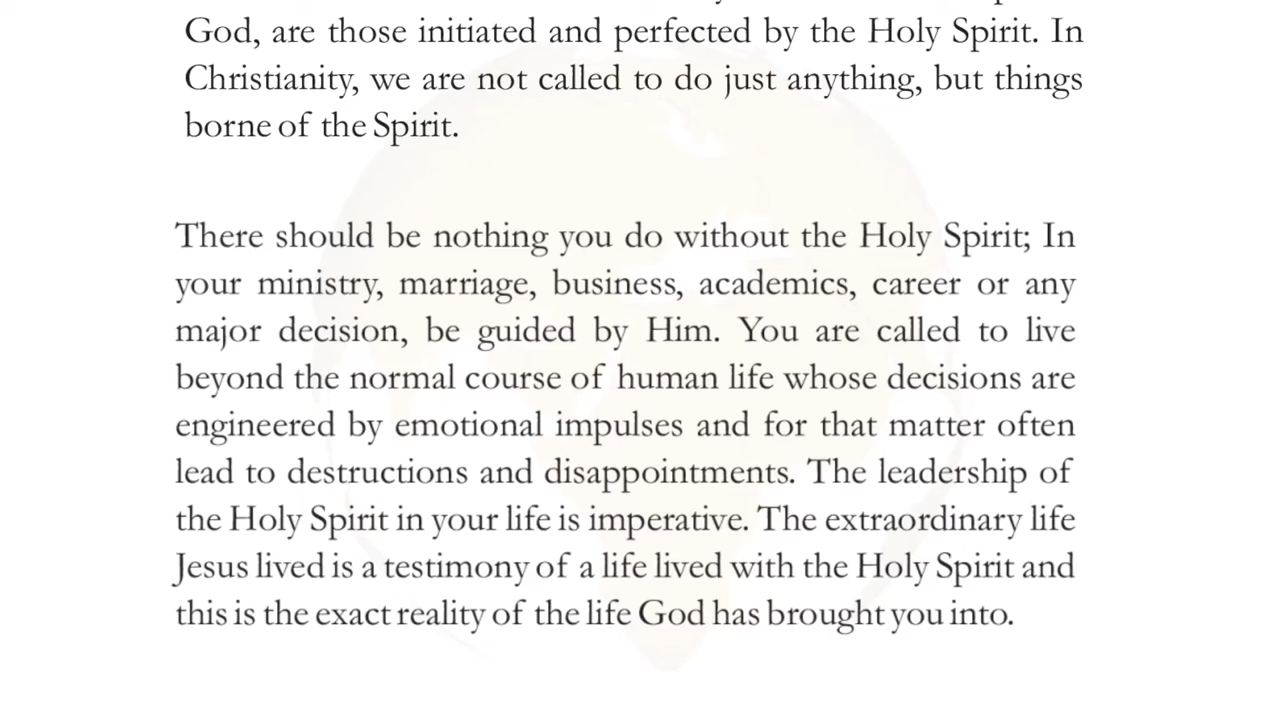 God, are those initiated and perfected by the Holy Spirit. In
Christianity, we are not called to do just anything, but things
borne of the Spirit.
There should be nothing you do without the Holy Spirit; In
your ministry, marriage, business, academics, career or any
major decision, be guided by Him. You are called to live
beyond the normal course of human life whose decisions are
engineered by emotional impulses and for that matter often
lead to destructions and disappointments. The leadership of
the Holy Spirit in your life is imperative. The extraordinary life
Jesus lived is a testimony of a life lived with the Holy Spirit and
this is the exact reality of the life God has brought you into.